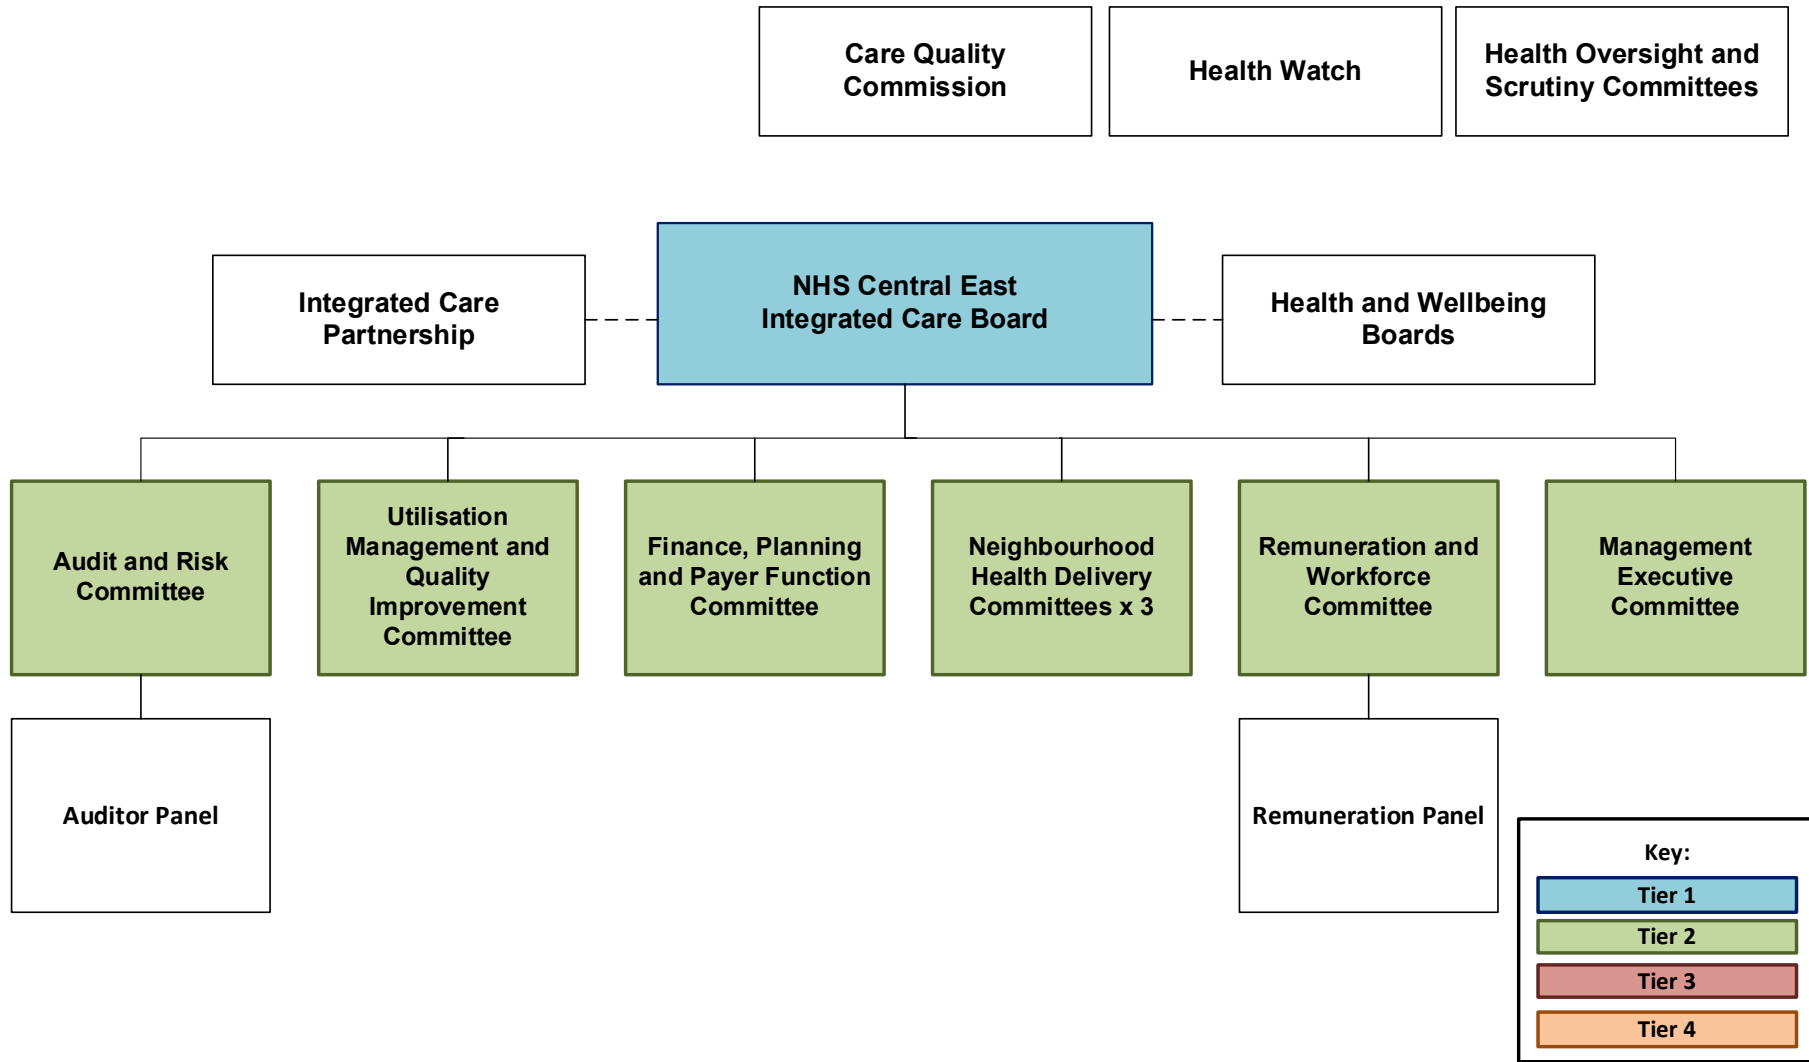 Care Quality
Commission
Health Watch
Health Oversight and
Scrutiny Committees
Integrated Care
Partnership
NHS Central East
Integrated Care Board
Health and Wellbeing
Boards
Audit and Risk
Committee
Utilisation
Management and
Quality
Improvement
Committee
Finance, Planning
and Payer Function
Committee
Neighbourhood
Health Delivery
Committees x 3
Remuneration and
Workforce
Committee
Management
Executive
Committee
Auditor Panel
Remuneration Panel
Key:
Tier 1
Tier 2
Tier 3
Tier 4